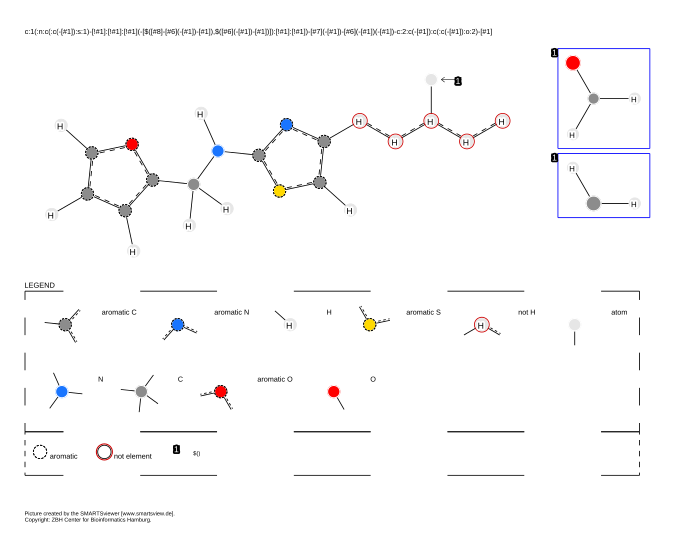 c:1(:n:c(:c(-[#1]):s:1)-[!#1]:[!#1]:[!#1](-[$([#8]-[#6](-[#1])-[#1]),$([#6](-[#1])-[#1])]):[!#1]:[!#1])-[#7](-[#1])-[#6](-[#1])(-[#1])-c:2:c(-[#1]):c(:c(-[#1]):o:2)-[#1]
1
H
1
H
H H H H H
H
H
1
H
H
H
H
H
H
H
H
LEGEND
aromatic C
aromatic N
H
H
aromatic S
H
not H
atom
N
C
aromatic O
O
aromatic
not element
1
$()
Picture created by the SMARTSviewer [www.smartsview.de].
Copyright: ZBH Center for Bioinformatics Hamburg.